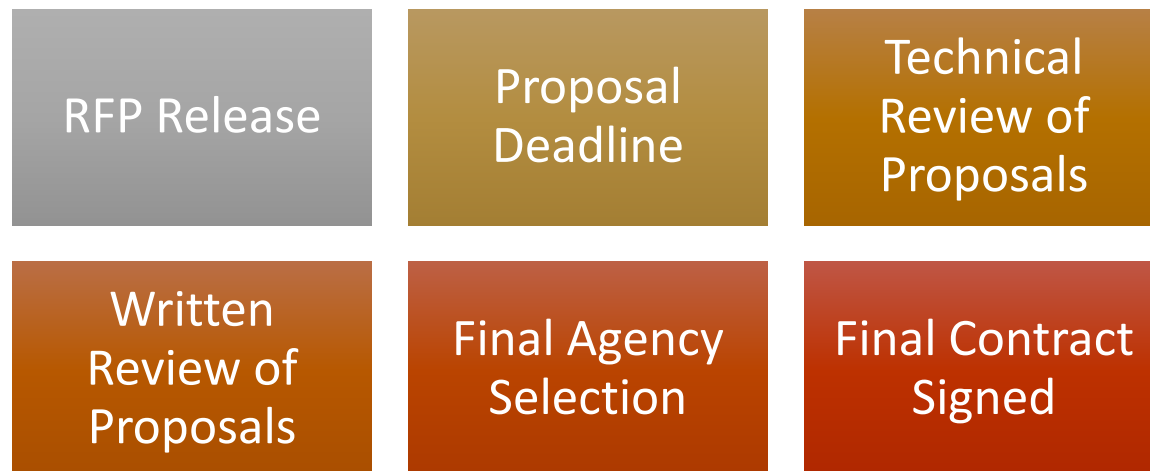 RFP Release
Proposal
Deadline
Technical
Review of
Proposals
Written
Review of
Proposals
Final Agency
Selection
Final Contract
Signed